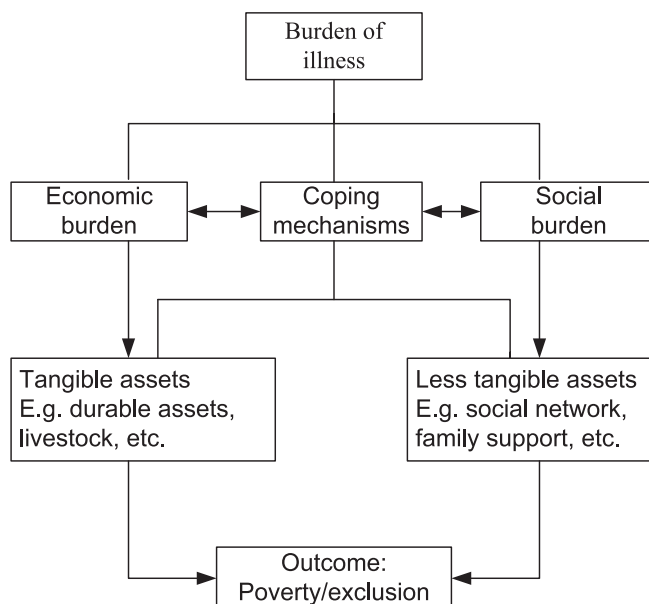 Burden of
illness
Economic
burden
Coping
mechanisms
Social
burden
Tangible assets
E.g. durable assets,
livestock, etc.
Less tangible assets
E.g. social network,
family support, etc.
Outcome:
Poverty/exclusion